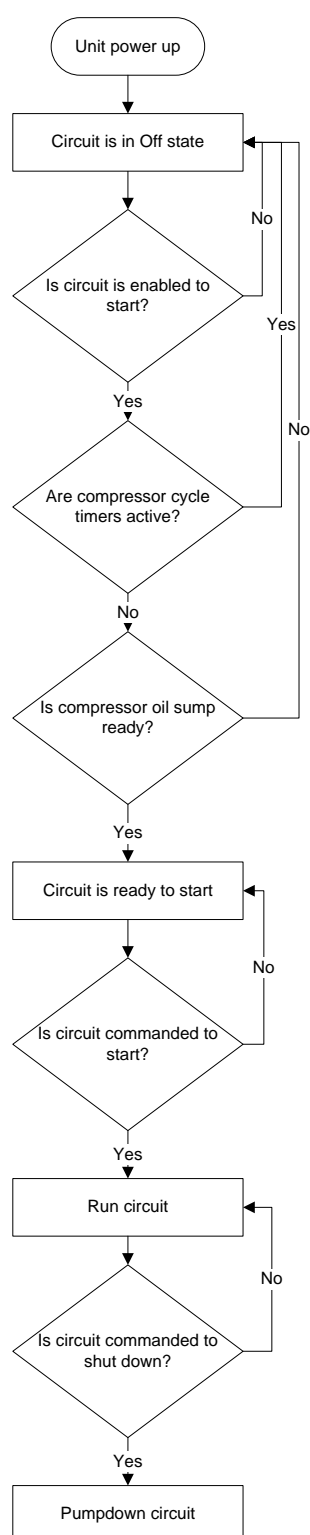 Unit power up
Circuit is in Off state
No
Is circuit is enabled to
start?
Yes
Yes
No
Are compressor cycle
timers active?
No
Is compressor oil sump
ready?
Yes
Circuit is ready to start
No
Is circuit commanded to
start?
Yes
Run circuit
No
Is circuit commanded to
shut down?
Yes
Pumpdown circuit